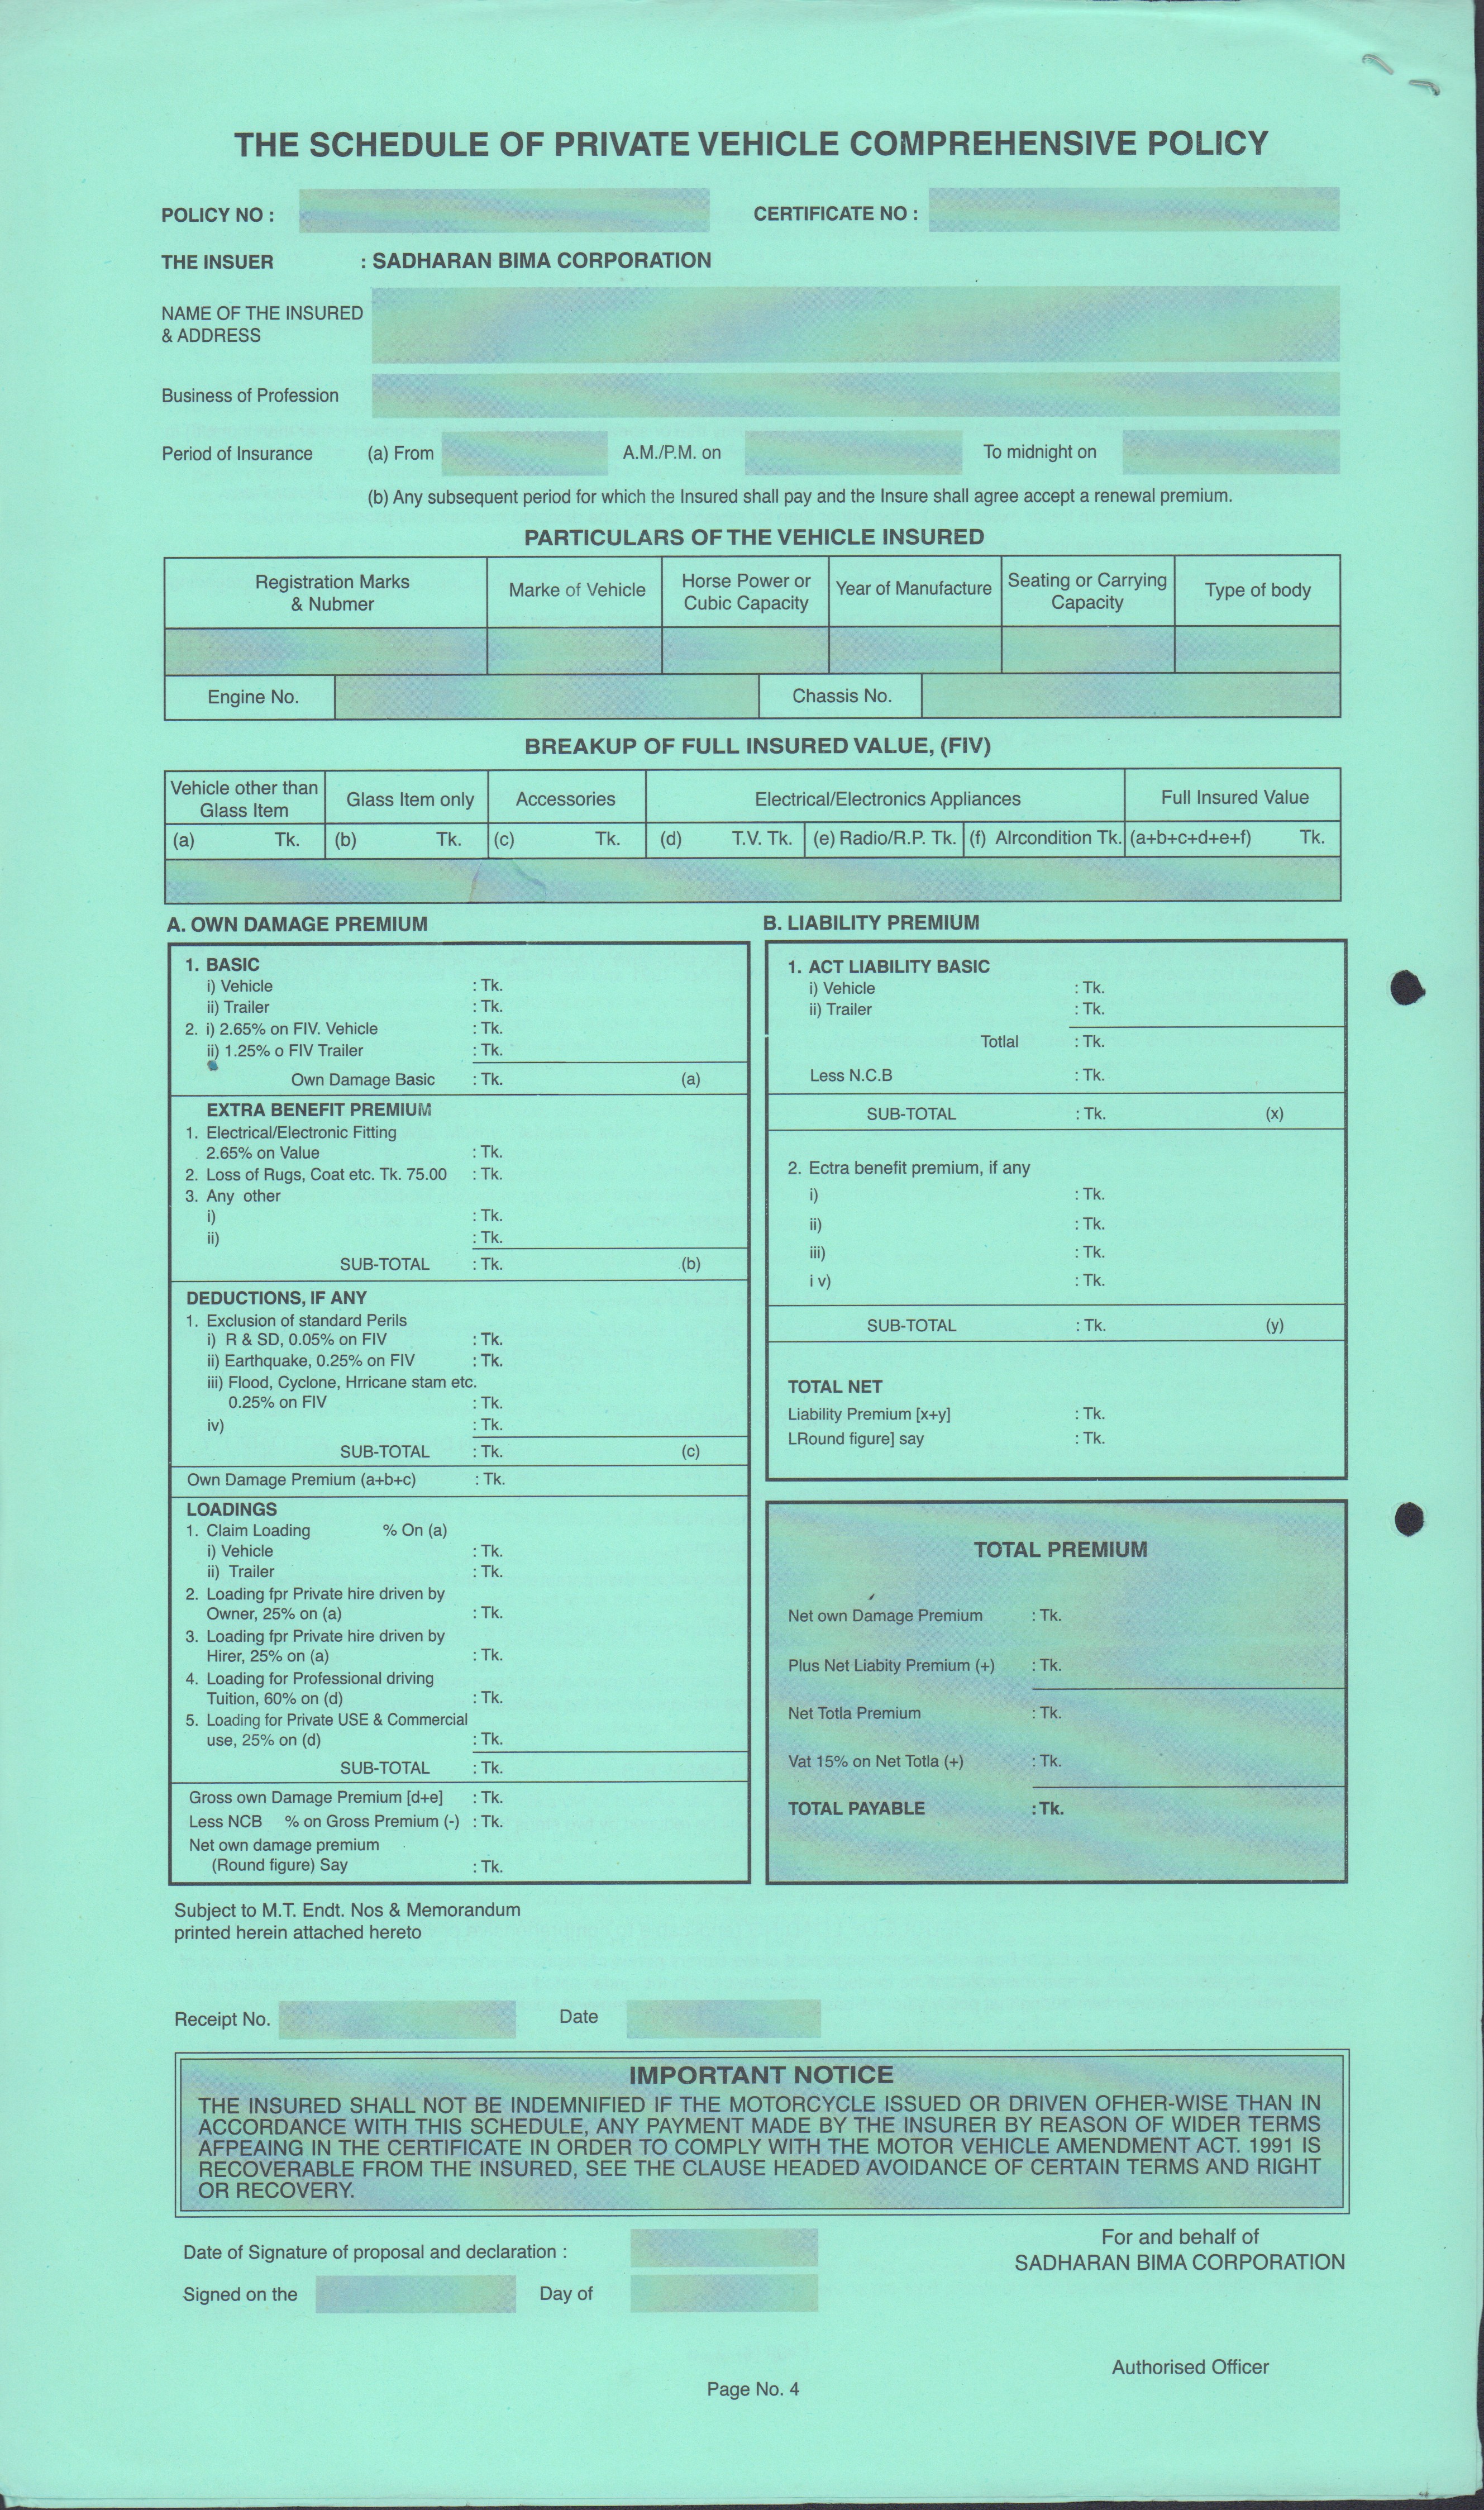 THE SCHEDULE OF PRIVATE VEHICLE COMPREHENSIVE POLICY
POLICY NO : CERTIFICATE NO :
THE INSUER : SADHARAN BIMA CORPORATION
NAME OF THE INSURED
& ADDRESS
Business of Profession
Period of Insurance (a) From A.M./P.M. on To midnight on
(b) Any subsequent period for which the Insured shall pay and the Insure shall agree accept a renewal premium.
PARTICULARS OF THE VEHICLE INSURED
Registration Marks
& Nubmer
Marke of Vehicle
Horse Power or
Cubic Capacity
Year of Manufacture
Seating or Carrying
Capacity
Type of body
Engine No. Chassis No.
BREAKUP OF FULL INSURED VALUE, (FIV)
Vehicle other than
Glass Item
Glass Item only
Accessories
Electrical/Electronics Appliances
Full Insured Value
(a) Tk. (b) Tk. (c) Tk. (d) T.V. Tk. (e) Radio/R.P. Tk. (f) AIrcondition Tk. (a+b+c+d+e+f) Tk.
A. OWN DAMAGE PREMIUM
1. BASIC
i) Vehicle : Tk.
ii) Trailer : Tk.
2. i) 2.65% on FIV. Vehicle : Tk.
ii) 1.25% o FIV Trailer : Tk.
Own Damage Basic : Tk. (a)
EXTRA BENEFIT PREMIUM
1. Electrical/Electronic Fitting
2.65% on Value : Tk.
2. Loss of Rugs, Coat etc. Tk. 75.00 : Tk.
3. Any other
i) : Tk.
ii) : Tk.
SUB-TOTAL : Tk. (b)
DEDUCTIONS, IF ANY
1. Exclusion of standard Perils
i) R & SD, 0.05% on FIV : Tk.
ii) Earthquake, 0.25% on FIV : Tk.
iii) Flood, Cyclone, Hrricane stam etc.
0.25% on FIV : Tk.
iv) : Tk.
SUB-TOTAL : Tk. (c)
Own Damage Premium (a+b+c) : Tk.
LOADINGS
1. Claim Loading % On (a)
i) Vehicle : Tk.
ii) Trailer : Tk.
2. Loading fpr Private hire driven by
Owner, 25% on (a) : Tk.
3. Loading fpr Private hire driven by
Hirer, 25% on (a) : Tk.
4. Loading for Professional driving
Tuition, 60% on (d) : Tk.
5. Loading for Private USE & Commercial
use, 25% on (d) : Tk.
SUB-TOTAL : Tk.
Gross own Damage Premium [d+e] : Tk.
Less NCB % on Gross Premium (-) : Tk.
Net own damage premium
(Round figure) Say : Tk.
B. LIABILITY PREMIUM
1. ACT LIABILITY BASIC
i) Vehicle : Tk.
ii) Trailer : Tk.
Totlal : Tk.
Less N.C.B : Tk.
SUB-TOTAL : Tk. (x)
2. Ectra benefit premium, if any
i) : Tk.
ii) : Tk.
iii) : Tk.
i v) : Tk.
SUB-TOTAL : Tk. (y)
TOTAL NET
Liability Premium [x+y] : Tk.
LRound figure] say : Tk.
TOTAL PREMIUM
Net own Damage Premium : Tk.
Plus Net Liabity Premium (+) : Tk.
Net Totla Premium : Tk.
Vat 15% on Net Totla (+) : Tk.
TOTAL PAYABLE : Tk.
Subject to M.T. Endt. Nos & Memorandum
printed herein attached hereto
Receipt No. Date
IMPORTANT NOTICE
THE INSURED SHALL NOT BE INDEMNIFIED IF THE MOTORCYCLE ISSUED OR DRIVEN OFHER-WISE THAN IN
ACCORDANCE WITH THIS SCHEDULE, ANY PAYMENT MADE BY THE INSURER BY REASON OF WIDER TERMS
AFPEAING IN THE CERTIFICATE IN ORDER TO COMPLY WITH THE MOTOR VEHICLE AMENDMENT ACT. 1991 IS
RECOVERABLE FROM THE INSURED, SEE THE CLAUSE HEADED AVOIDANCE OF CERTAIN TERMS AND RIGHT
OR RECOVERY.
Date of Signature of proposal and declaration :
Signed on the Day of
For and behalf of
SADHARAN BIMA CORPORATION
Authorised Officer
Page No. 4